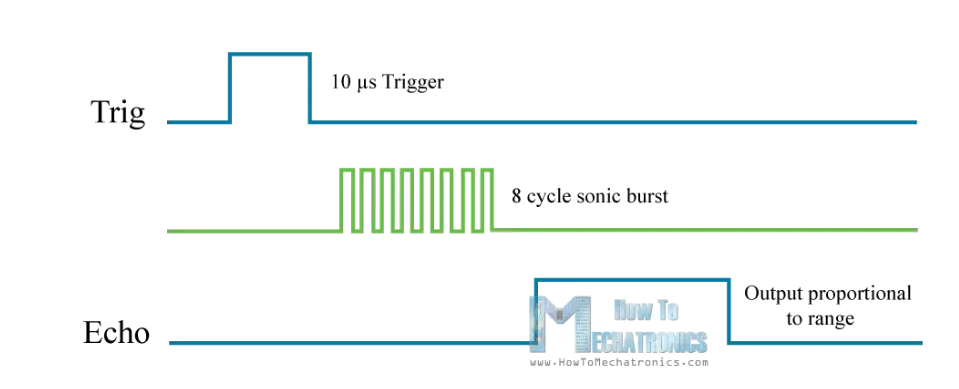 10 µs Trigger
Trig
8 cycle sonic burst
Output proportional
to range
Echo
How To
MECHATRONICS
www.HowToMechatronics.com